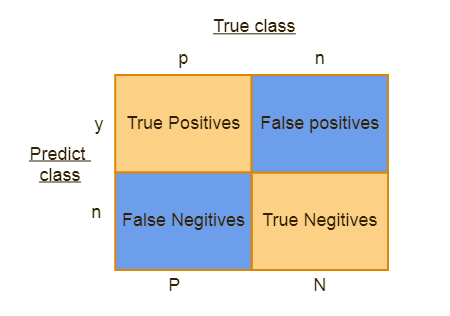 True class
p n
y True Positives False positives
Predict
class
n False Negitives True Negitives
P N